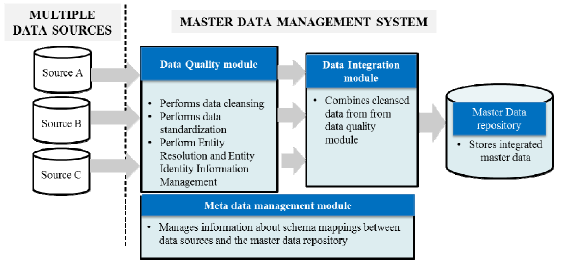 MULTIPLE
DATA SOURCES
MASTER DATA MANAGEMENT SYSTEM
Source A
Source B
Source C
Data Quality module
• Performs data cleansing
• Performs data
standardization
• Perform Entity
Resolution and Entity
Identity Information
Management
Data Integration
module
• Combines cleansed
data from from
data quality
module
Master Data
repository
• Stores integrated
master data
Meta data management module
• Manages information about schema mappings between
data sources and the master data repository